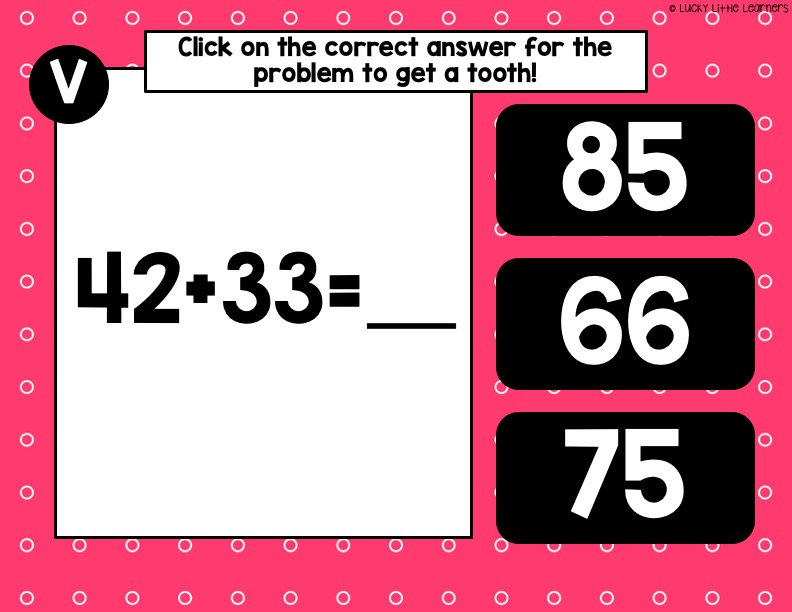 © Lucky Little Learners
Click on the correct answer for the
problem to get a tooth!
V
42+33=__
85
66
75